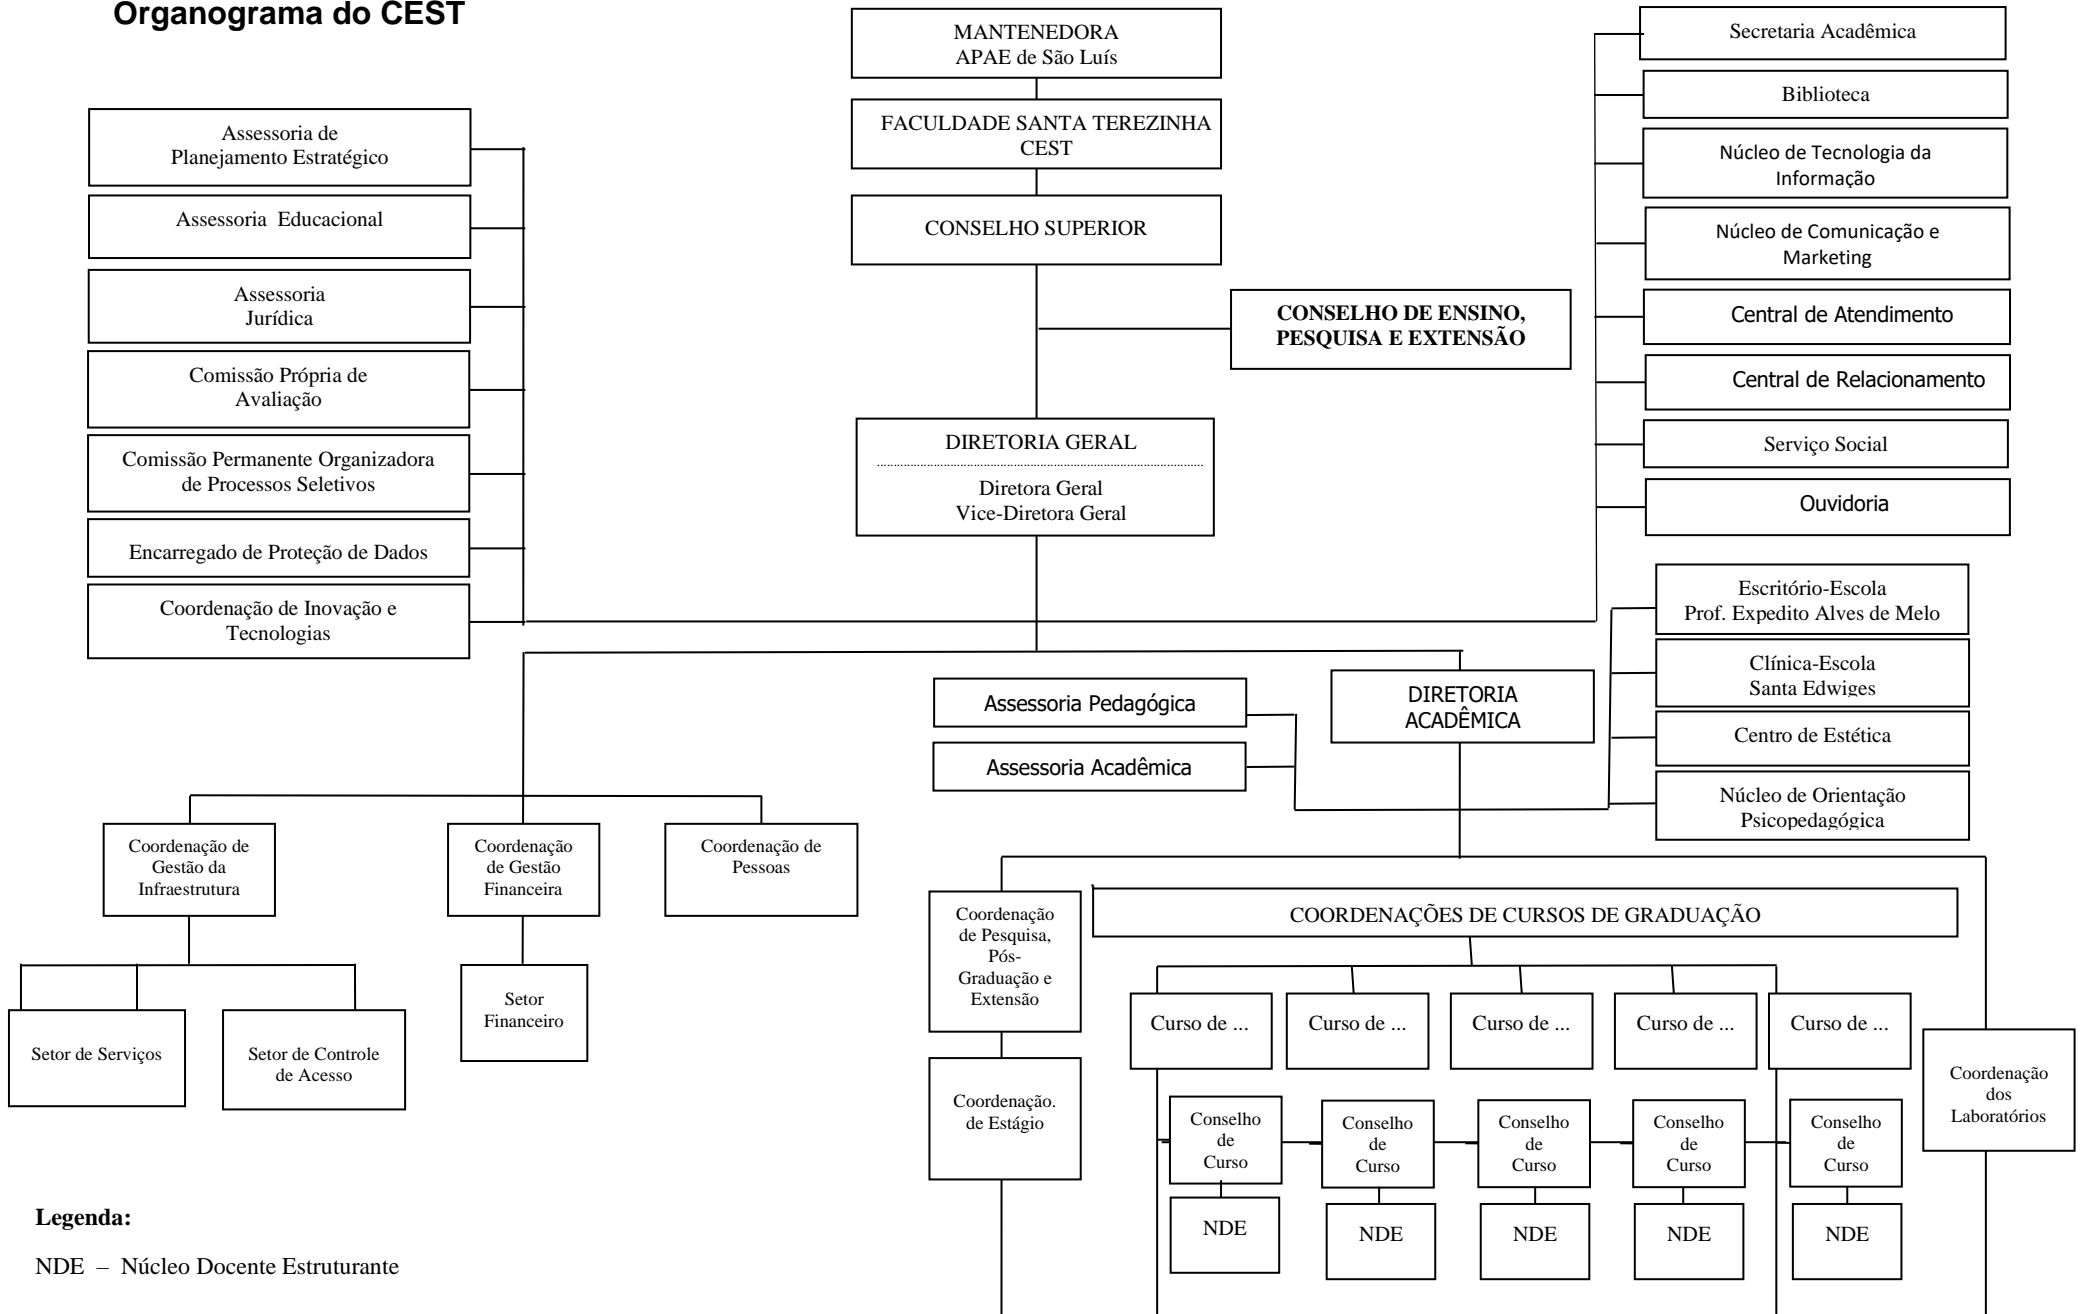 Organograma do CEST
MANTENEDORA
APAE de São Luís
FACULDADE SANTA TEREZINHA
CEST
CONSELHO SUPERIOR
CONSELHO DE ENSINO,
PESQUISA E EXTENSÃO
DIRETORIA GERAL
Diretora Geral
Vice-Diretora Geral
Assessoria de
Planejamento Estratégico
Assessoria Educacional
Assessoria
Jurídica
Comissão Própria de
Avaliação
Comissão Permanente Organizadora
de Processos Seletivos
Encarregado de Proteção de Dados
Coordenação de Inovação e
Tecnologias
Secretaria Acadêmica
Biblioteca
Núcleo de Tecnologia da
Informação
Núcleo de Comunicação e
Marketing
Central de Atendimento
Central de Relacionamento
Serviço Social
Ouvidoria
Escritório-Escola
Prof. Expedito Alves de Melo
Clínica-Escola
Santa Edwiges
Centro de Estética
Núcleo de Orientação
Psicopedagógica
Assessoria Pedagógica
Assessoria Acadêmica
DIRETORIA
ACADÊMICA
Coordenação de
Gestão da
Infraestrutura
Coordenação
de Gestão
Financeira
Coordenação de
Pessoas
Setor de Serviços
Setor de Controle
de Acesso
Setor
Financeiro
Coordenação
de Pesquisa,
Pós-
Graduação e
Extensão
Coordenação.
de Estágio
COORDENAÇÕES DE CURSOS DE GRADUAÇÃO
Curso de ...
Curso de ...
Curso de ...
Curso de ...
Curso de ...
Conselho
de
Curso
Conselho
de
Curso
Conselho
de
Curso
Conselho
de
Curso
Conselho
de
Curso
NDE
NDE
NDE
NDE
NDE
Coordenação
dos
Laboratórios
Legenda:
NDE – Núcleo Docente Estruturante